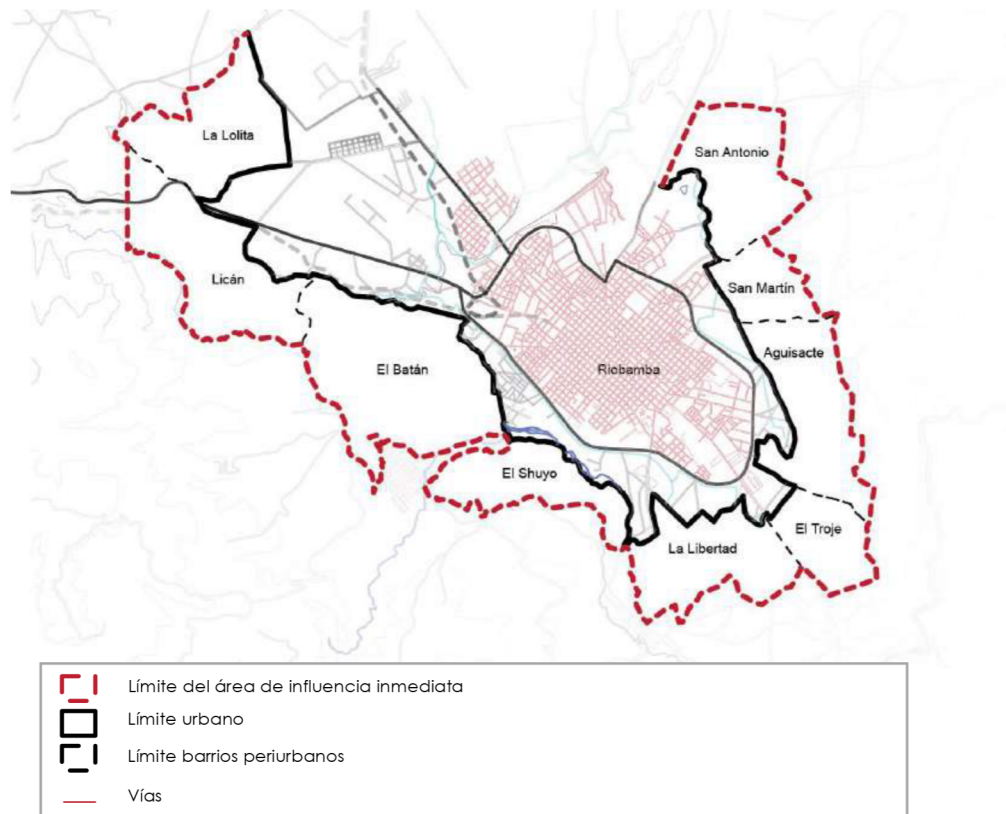 La Lolita
San Antonio
Licán
San Martín
Aguisacte
El Batán
Riobamba
El Shuyo
El Troje
La Libertad
Límite del área de influencia inmediata
Límite urbano
Límite barrios periurbanos
Vías